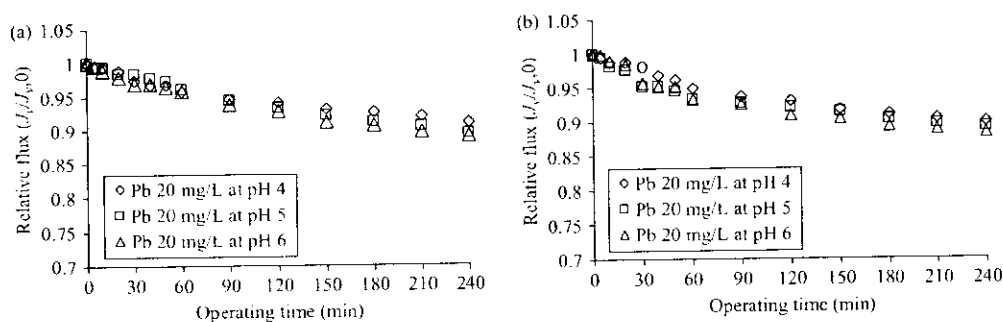 (a)
1.05
1
0.95
0.9
0.85
0.8
0.75
0.7
Relative flux (Jv/Jv,0)
Pb 20 mg/L at pH 4
Pb 20 mg/L at pH 5
Pb 20 mg/L at pH 6
0 30 60 90 120 150 180 210 240
Operating time (min)
(b)
1.05
1
0.95
0.9
0.85
0.8
0.75
0.7
Relative flux (Jv/Jv,0)
Pb 20 mg/L at pH 4
Pb 20 mg/L at pH 5
Pb 20 mg/L at pH 6
0 30 60 90 120 150 180 210 240
Operating time (min)